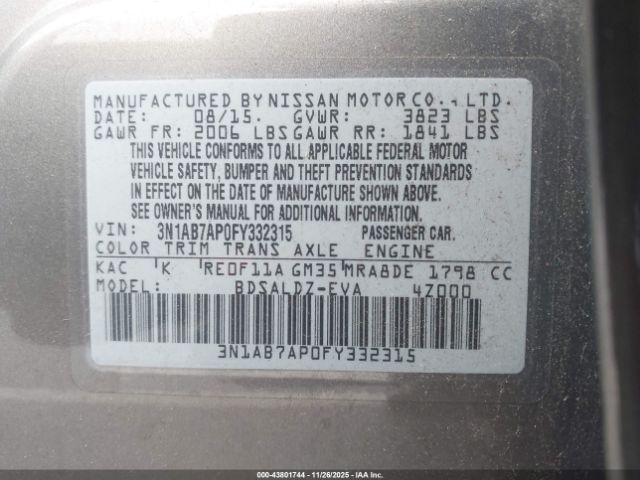 MANUFACTURED BY NISSAN MOTOR CO., LTD.
DATE: 08/15. GVWR: 3823 LBS
GAWR FR: 2006 LBS GAWR RR: 1841 LBS
THIS VEHICLE CONFORMS TO ALL APPLICABLE FEDERAL MOTOR
VEHICLE SAFETY, BUMPER AND THEFT PREVENTION STANDARDS
IN EFFECT ON THE DATE OF MANUFACTURE SHOWN ABOVE.
SEE OWNER'S MANUAL FOR ADDITIONAL INFORMATION.
VIN: 3N1AB7AP0FY332315 PASSENGER CAR.
COLOR TRIM TRANS AXLE ENGINE
KAC K RE0F11A GM35 MRA8DE 1798 CC
MODEL: BDSALDZ-EVA 4Z000
3N1AB7AP0FY332315
000-43801744 | 11/26/2025 - IAAI.COM